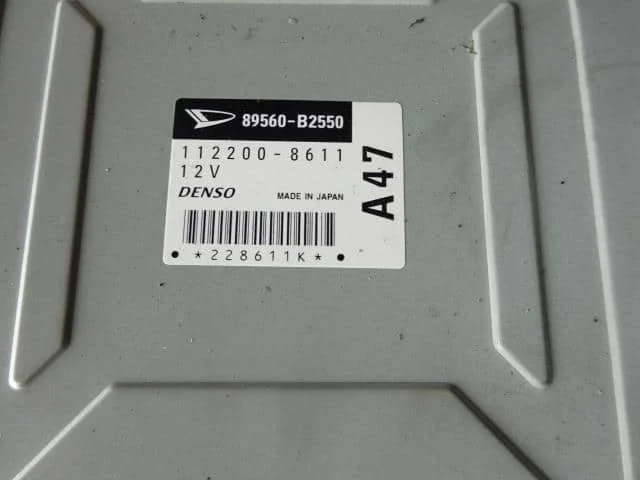 89560-B2550
112200-8611
12V
DENSO MADE IN JAPAN
*228611K*
A47